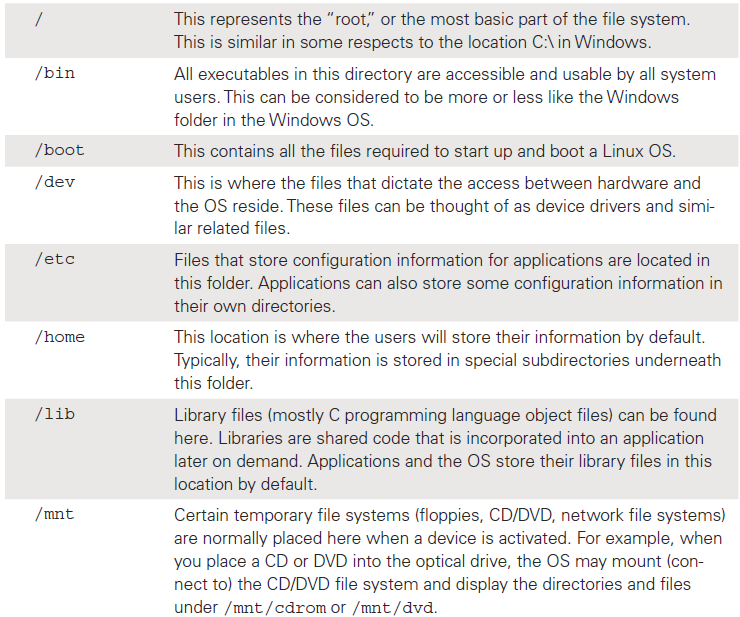 / This represents the “root,” or the most basic part of the file system.
This is similar in some respects to the location C:\ in Windows.
/bin All executables in this directory are accessible and usable by all system
users. This can be considered to be more or less like the Windows
folder in the Windows OS.
/boot This contains all the files required to start up and boot a Linux OS.
/dev This is where the files that dictate the access between hardware and
the OS reside. These files can be thought of as device drivers and simi-
lar related files.
/etc Files that store configuration information for applications are located in
this folder. Applications can also store some configuration information in
their own directories.
/home This location is where the users will store their information by default.
Typically, their information is stored in special subdirectories underneath
this folder.
/lib Library files (mostly C programming language object files) can be found
here. Libraries are shared code that is incorporated into an application
later on demand. Applications and the OS store their library files in this
location by default.
/mnt Certain temporary file systems (floppies, CD/DVD, network file systems)
are normally placed here when a device is activated. For example, when
you place a CD or DVD into the optical drive, the OS may mount (con-
nect to) the CD/DVD file system and display the directories and files
under /mnt/cdrom or /mnt/dvd.